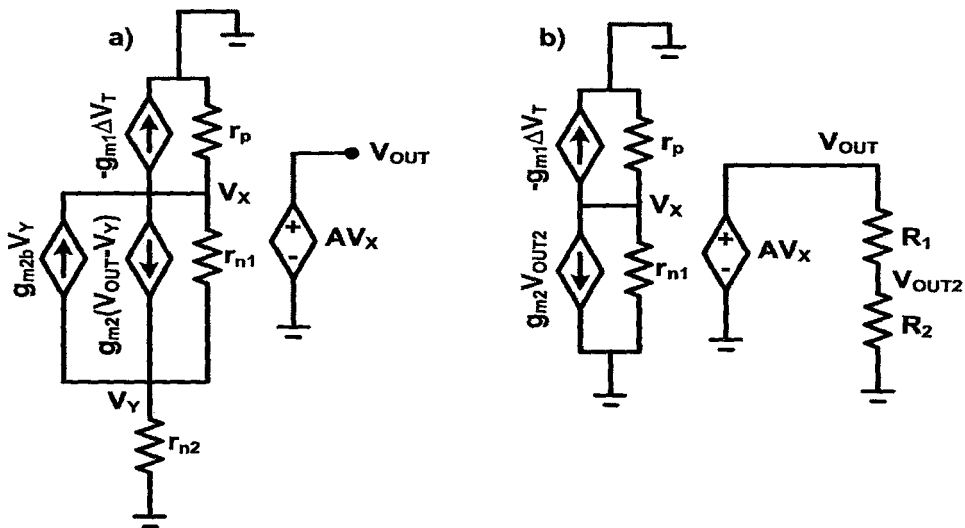 a)
-gm1ΔVT
rp
VX
VOUT
gm2bVY
gm2(VOUT-VY)
rn1
+
-
AVX
VY
rn2
b)
-gm1ΔVT
rp
VOUT
VX
gm2VOUT2
rn1
+
-
AVX
R1
VOUT2
R2